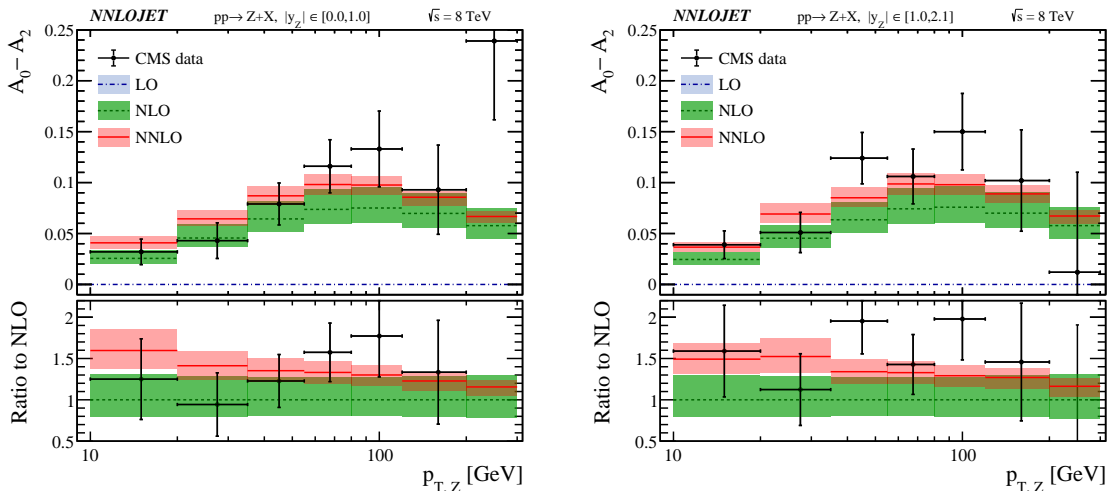 NNLOJET pp→ Z+X, |y_Z| ∈ [0.0,1.0] √s = 8 TeV
A_0 − A_2
0.25
0.2
0.15
0.1
0.05
0
CMS data
LO
NLO
NNLO
Ratio to NLO
2
1.5
1
0.5
10 100
p_{T,Z} [GeV]
NNLOJET pp→ Z+X, |y_Z| ∈ [1.0,2.1] √s = 8 TeV
A_0 − A_2
0.25
0.2
0.15
0.1
0.05
0
CMS data
LO
NLO
NNLO
Ratio to NLO
2
1.5
1
0.5
10 100
p_{T,Z} [GeV]